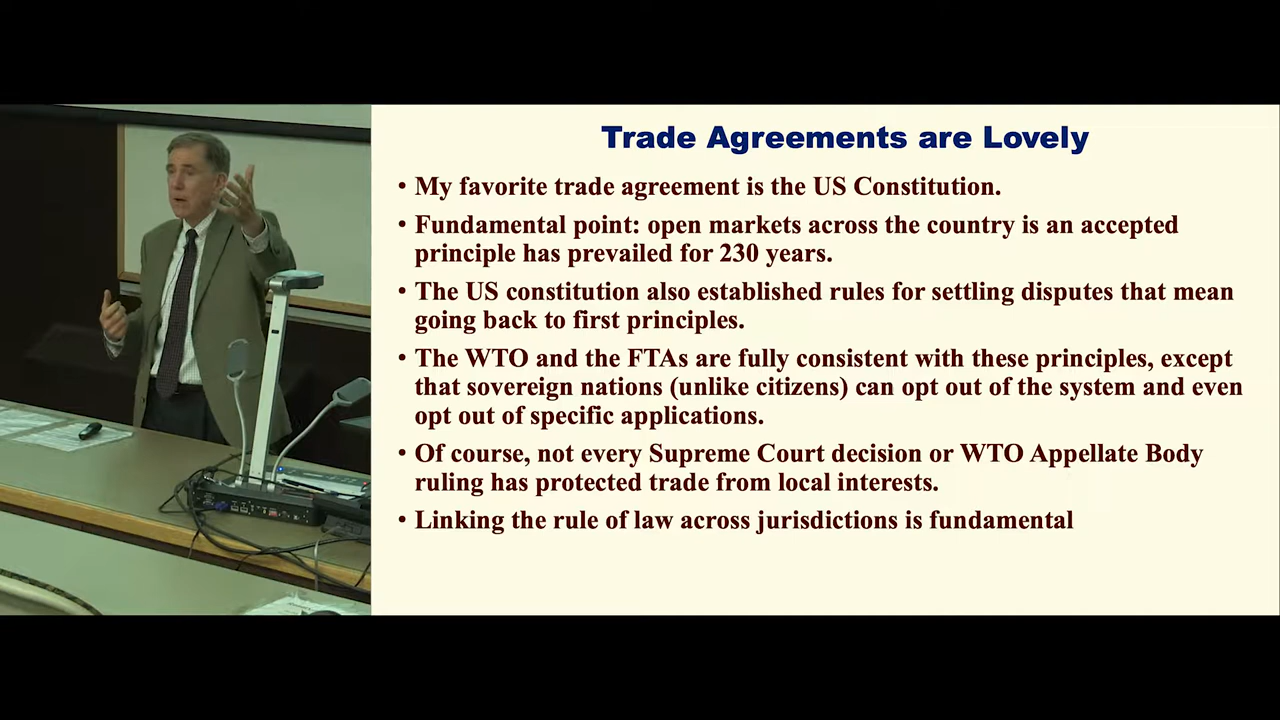 Trade Agreements are Lovely
• My favorite trade agreement is the US Constitution.
• Fundamental point: open markets across the country is an accepted
principle has prevailed for 230 years.
• The US constitution also established rules for settling disputes that mean
going back to first principles.
• The WTO and the FTAs are fully consistent with these principles, except
that sovereign nations (unlike citizens) can opt out of the system and even
opt out of specific applications.
• Of course, not every Supreme Court decision or WTO Appellate Body
ruling has protected trade from local interests.
• Linking the rule of law across jurisdictions is fundamental